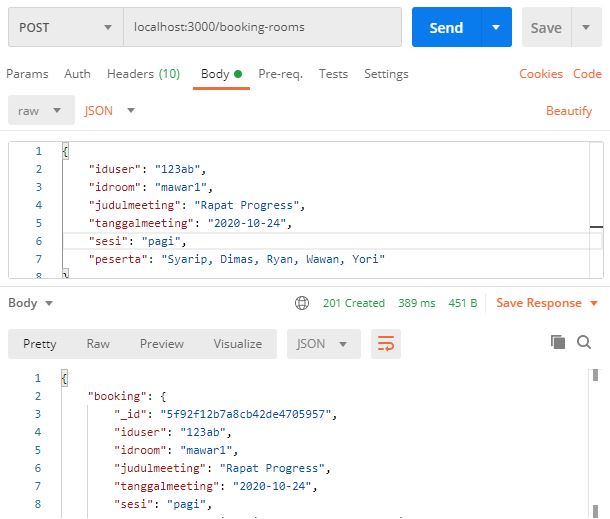 POST localhost:3000/booking-rooms Send Save
Params Auth Headers (10) Body Pre-req. Tests Settings Cookies Code
raw JSON Beautify
1 {
2 "iduser": "123ab",
3 "idroom": "mawar1",
4 "judulmeeting": "Rapat Progress",
5 "tanggalmeeting": "2020-10-24",
6 "sesi": "pagi",
7 "peserta": "Syarip, Dimas, Ryan, Wawan, Yori"
8 }
Body 201 Created 389 ms 451 B Save Response
Pretty Raw Preview Visualize JSON
1 {
2 "booking": {
3 "_id": "5f92f12b7a8cb42de4705957",
4 "iduser": "123ab",
5 "idroom": "mawar1",
6 "judulmeeting": "Rapat Progress",
7 "tanggalmeeting": "2020-10-24",
8 "sesi": "pagi",